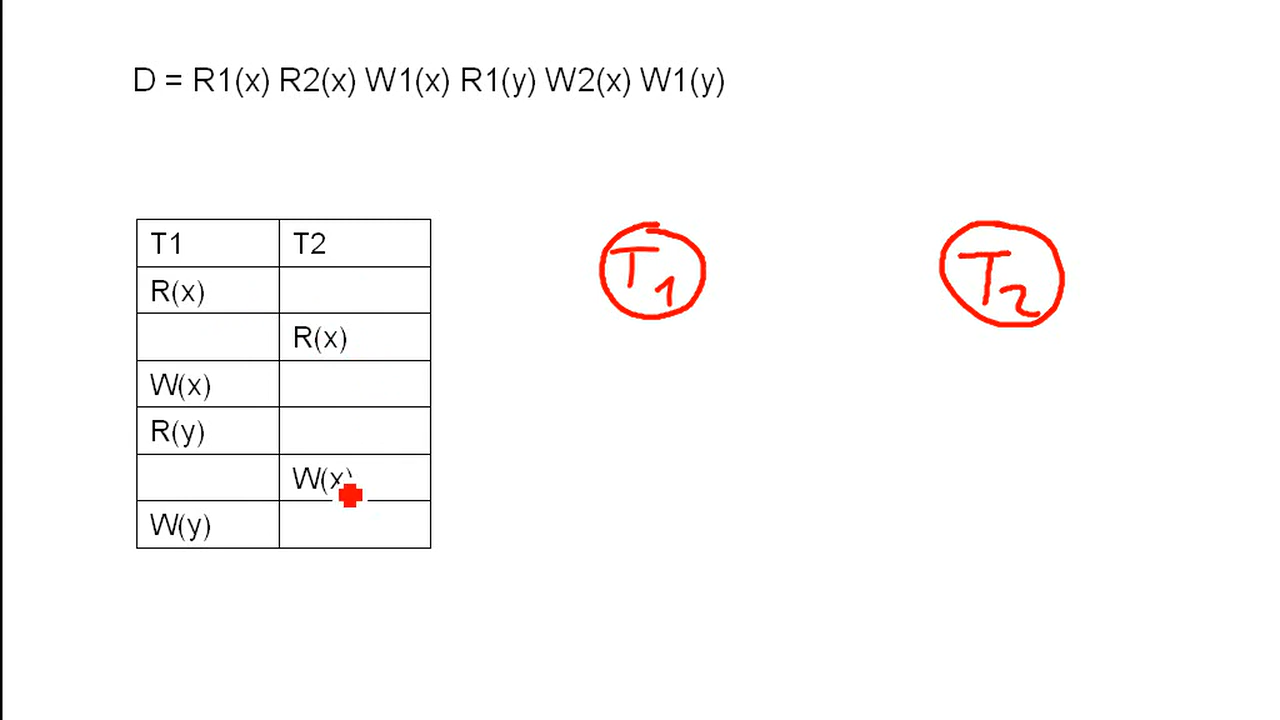 D = R1(x) R2(x) W1(x) R1(y) W2(x) W1(y)
T1 T2
R(x)
R(x)
W(x)
R(y)
W(x)
W(y)
T1
T2